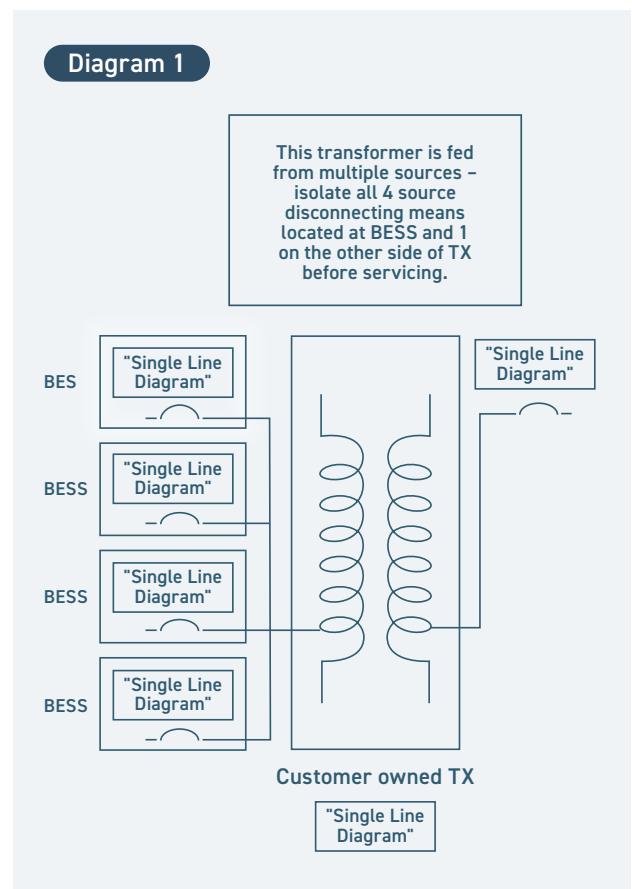 Diagram 1
This transformer is fed
from multiple sources –
isolate all 4 source
disconnecting means
located at BESS and 1
on the other side of TX
before servicing.
"Single Line
Diagram"
BES
"Single Line
Diagram"
BESS
"Single Line
Diagram"
BESS
"Single Line
Diagram"
BESS
"Single Line
Diagram"
Customer owned TX
"Single Line
Diagram"